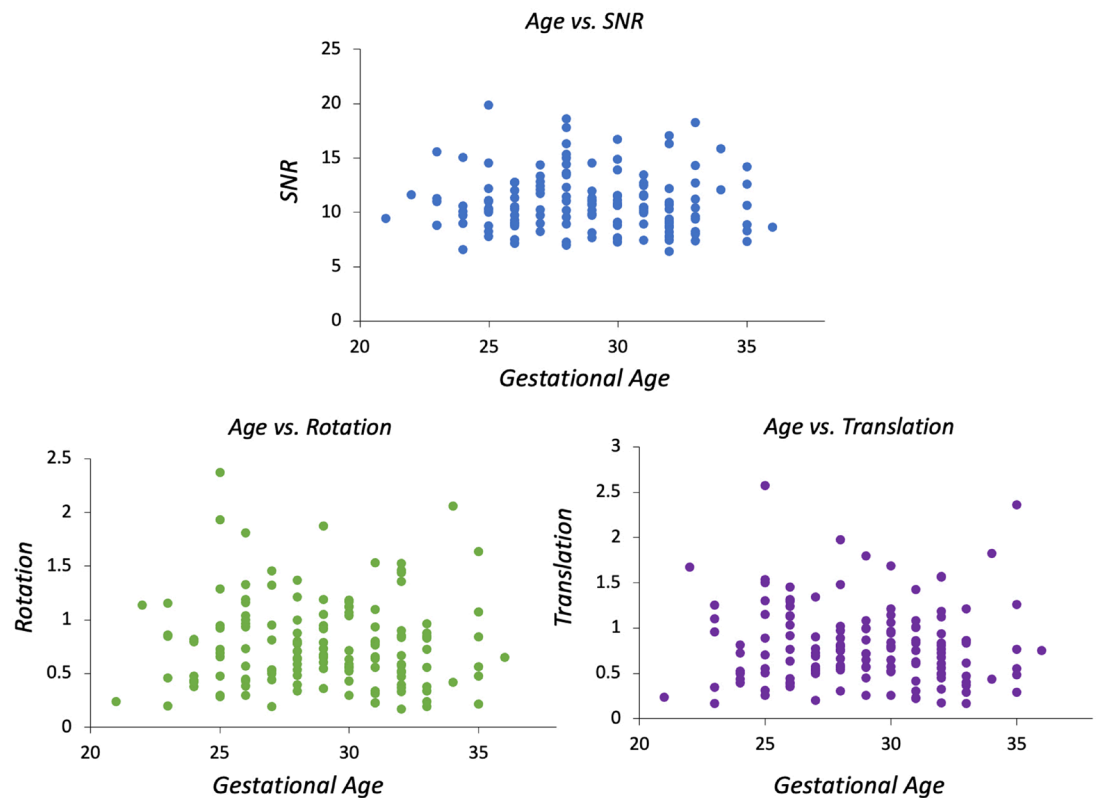 Age vs. SNR
25
20
15
10
5
0
SNR
20 25 30 35
Gestational Age
Age vs. Rotation
2.5
2
1.5
1
0.5
0
Rotation
20 25 30 35
Gestational Age
Age vs. Translation
3
2.5
2
1.5
1
0.5
0
Translation
20 25 30 35
Gestational Age